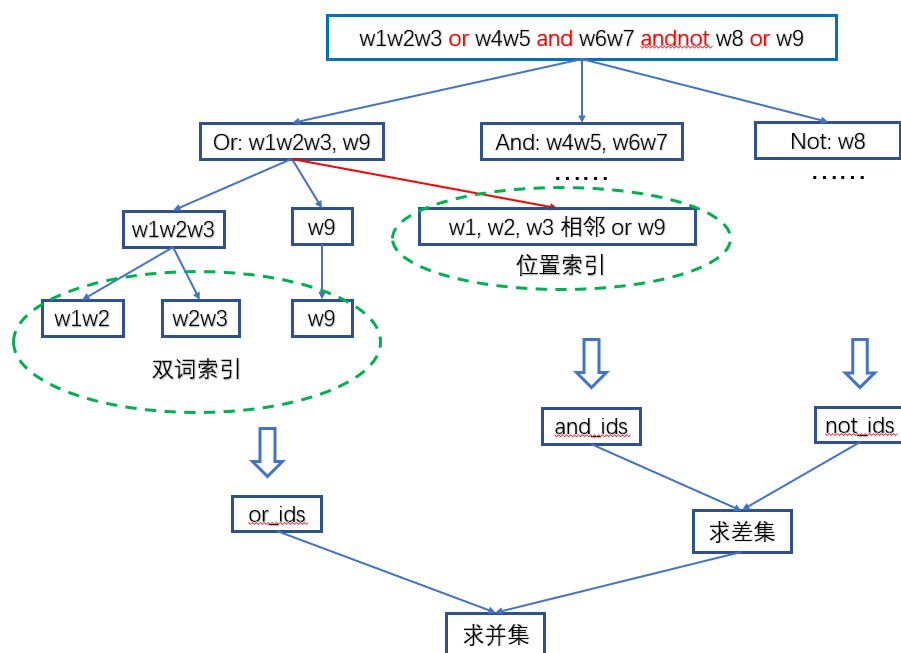 w1w2w3 or w4w5 and w6w7 andnot w8 or w9
Or: w1w2w3, w9
And: w4w5, w6w7
Not: w8
……
……
w1w2w3
w9
w1, w2, w3 相邻 or w9
位置索引
w1w2
w2w3
w9
双词索引
and_ids
not_ids
or_ids
求差集
求并集